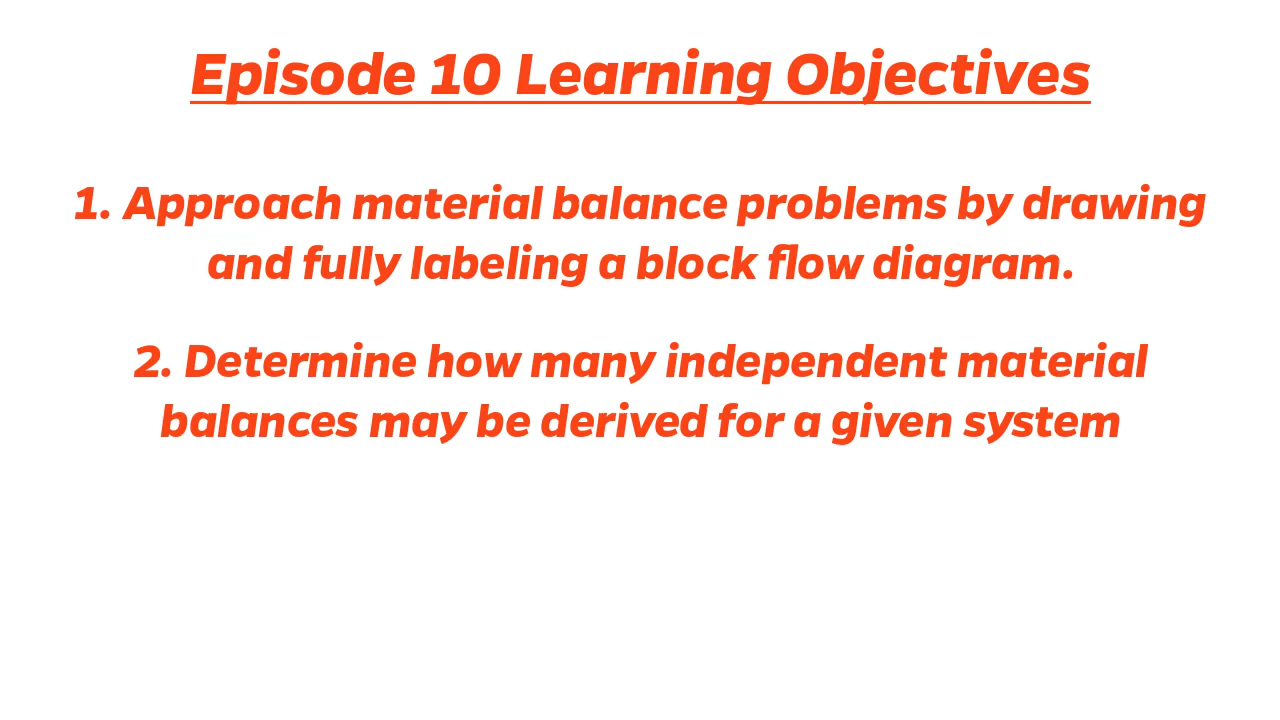 Episode 10 Learning Objectives
1. Approach material balance problems by drawing
and fully labeling a block flow diagram.
2. Determine how many independent material
balances may be derived for a given system